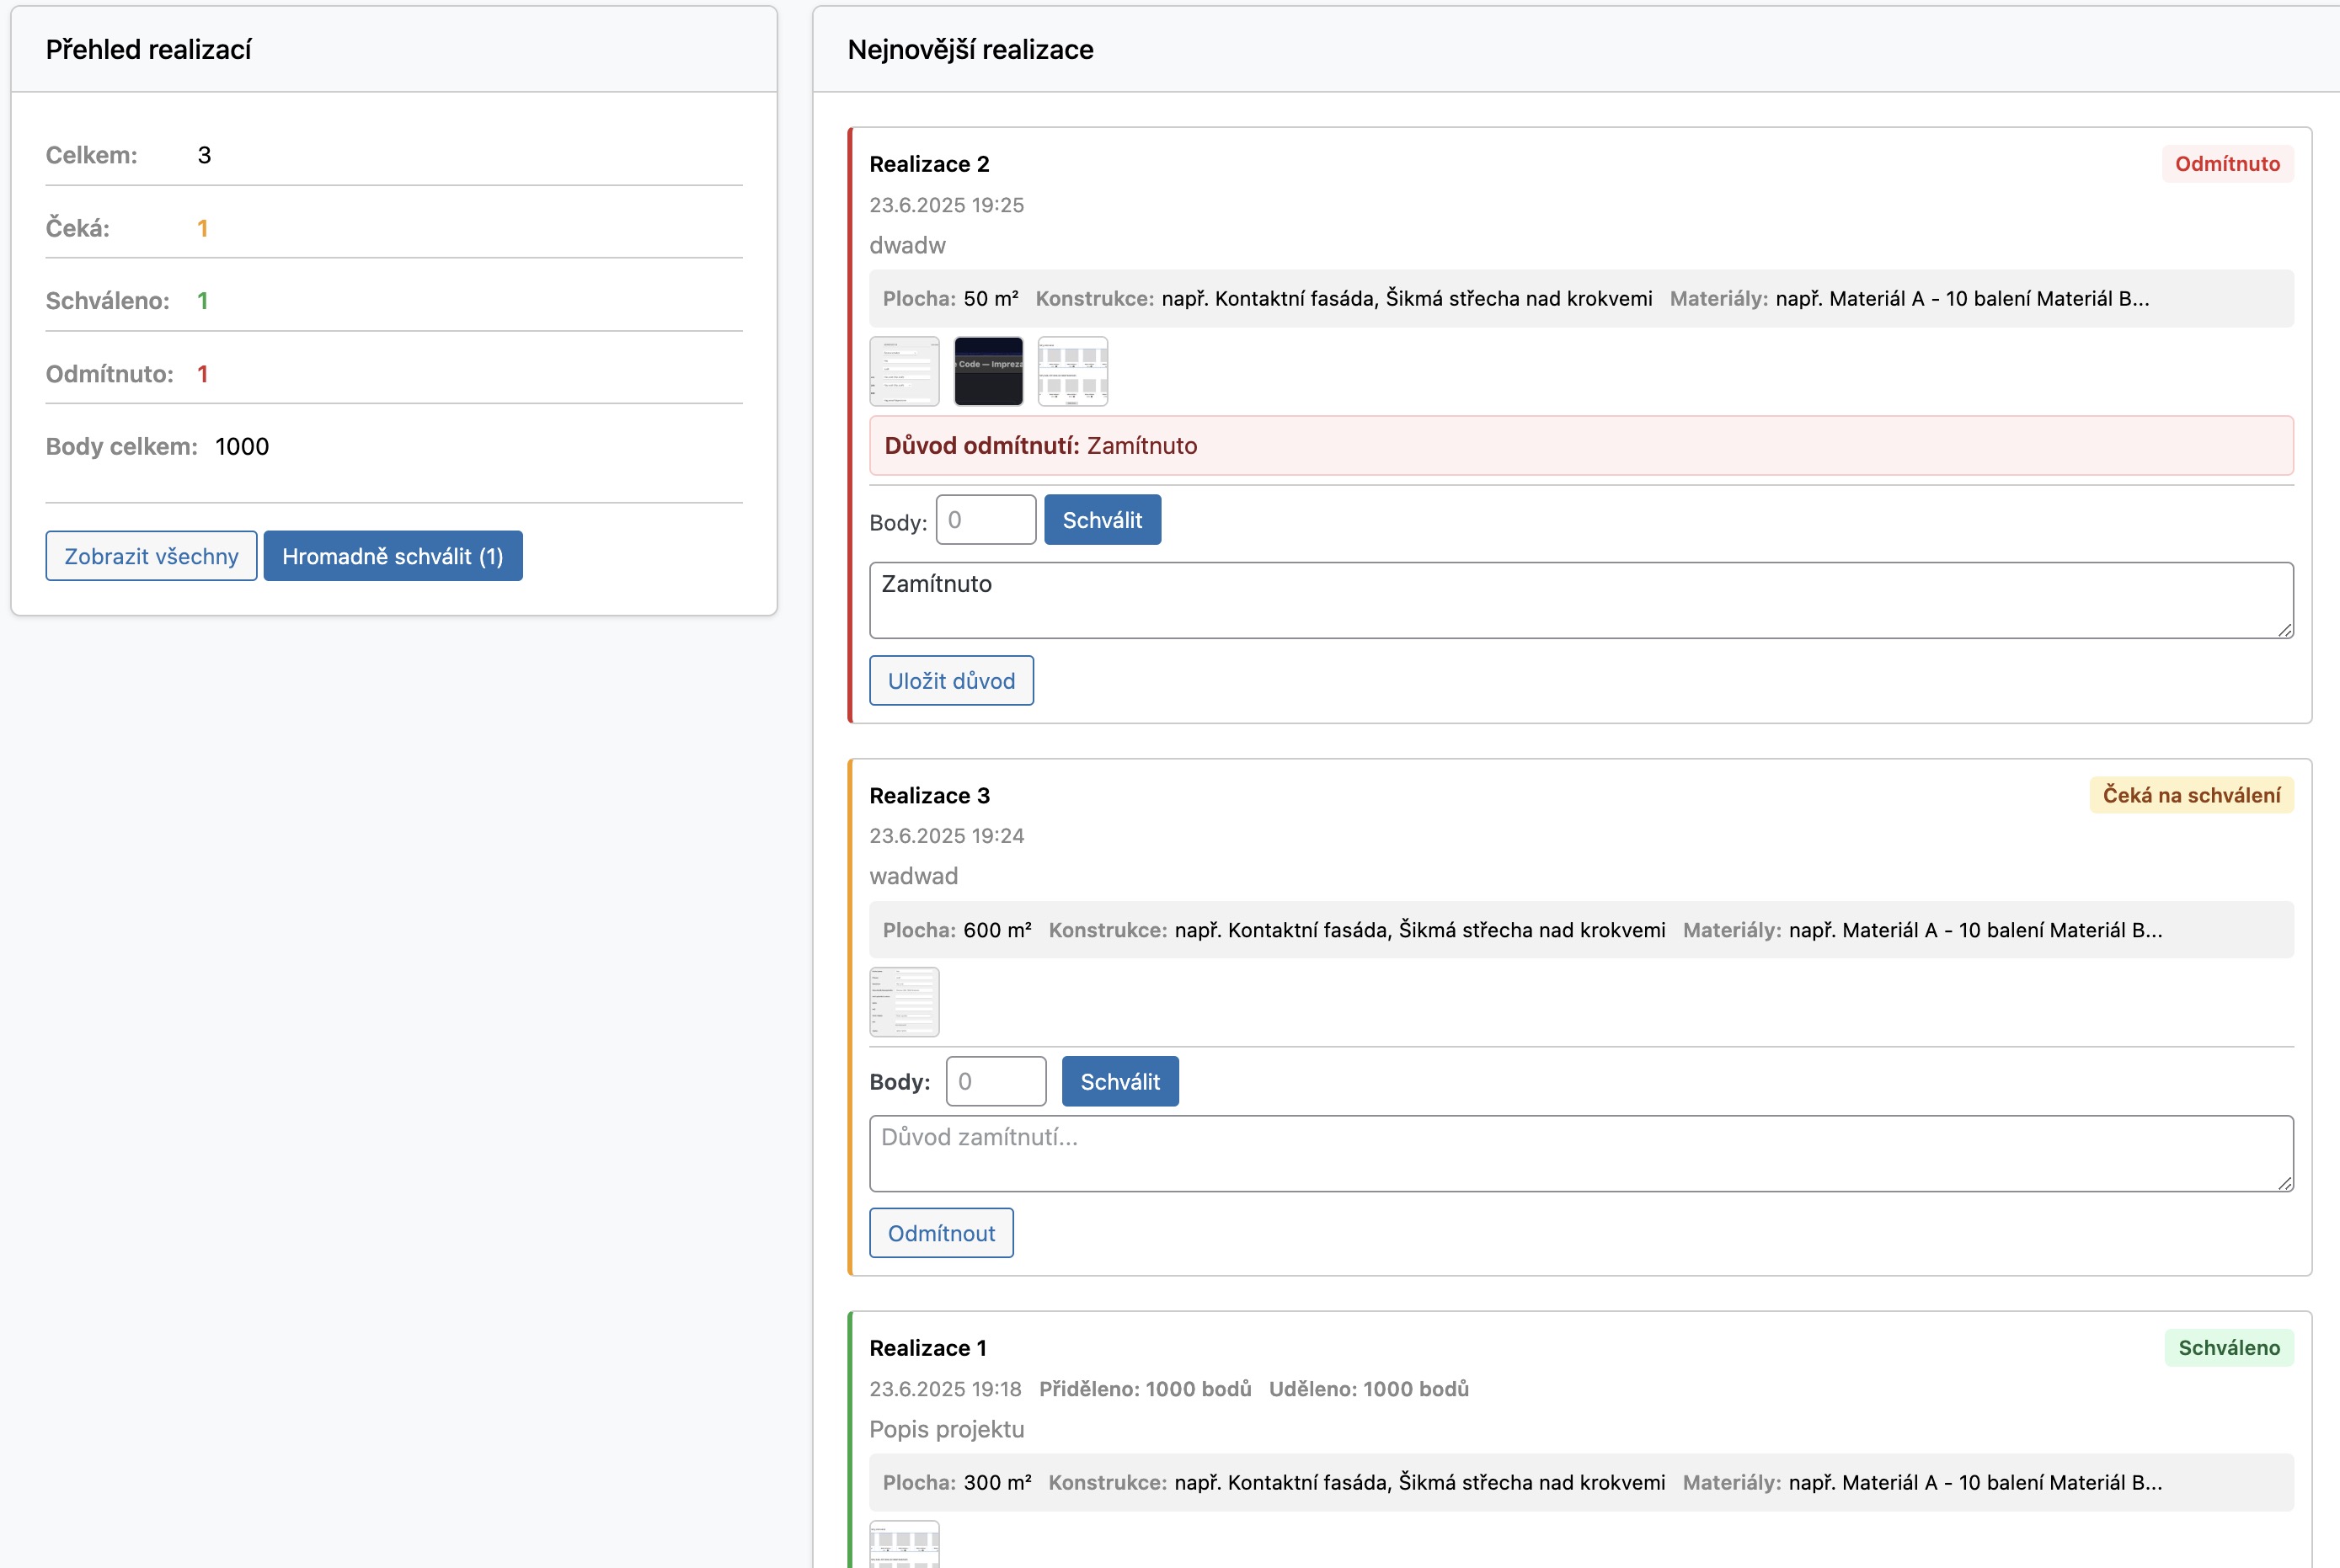 Přehled realizací
Celkem: 3
Čeká: 1
Schváleno: 1
Odmítnuto: 1
Body celkem: 1000
Zobrazit všechny Hromadně schválit (1)
Nejnovější realizace
Realizace 2 Odmítnuto
23.6.2025 19:25
dwadw
Plocha: 50 m² Konstrukce: např. Kontaktní fasáda, Šikmá střecha nad krokvemi Materiály: např. Materiál A - 10 balení Materiál B...
Code — Impreza
Důvod odmítnutí: Zamítnuto
Body: 0 Schválit
Zamítnuto
Uložit důvod
Realizace 3 Čeká na schválení
23.6.2025 19:24
wadwad
Plocha: 600 m² Konstrukce: např. Kontaktní fasáda, Šikmá střecha nad krokvemi Materiály: např. Materiál A - 10 balení Materiál B...
Body: 0 Schválit
Důvod zamítnutí...
Odmítnout
Realizace 1 Schváleno
23.6.2025 19:18 Přiděleno: 1000 bodů Uděleno: 1000 bodů
Popis projektu
Plocha: 300 m² Konstrukce: např. Kontaktní fasáda, Šikmá střecha nad krokvemi Materiály: např. Materiál A - 10 balení Materiál B...